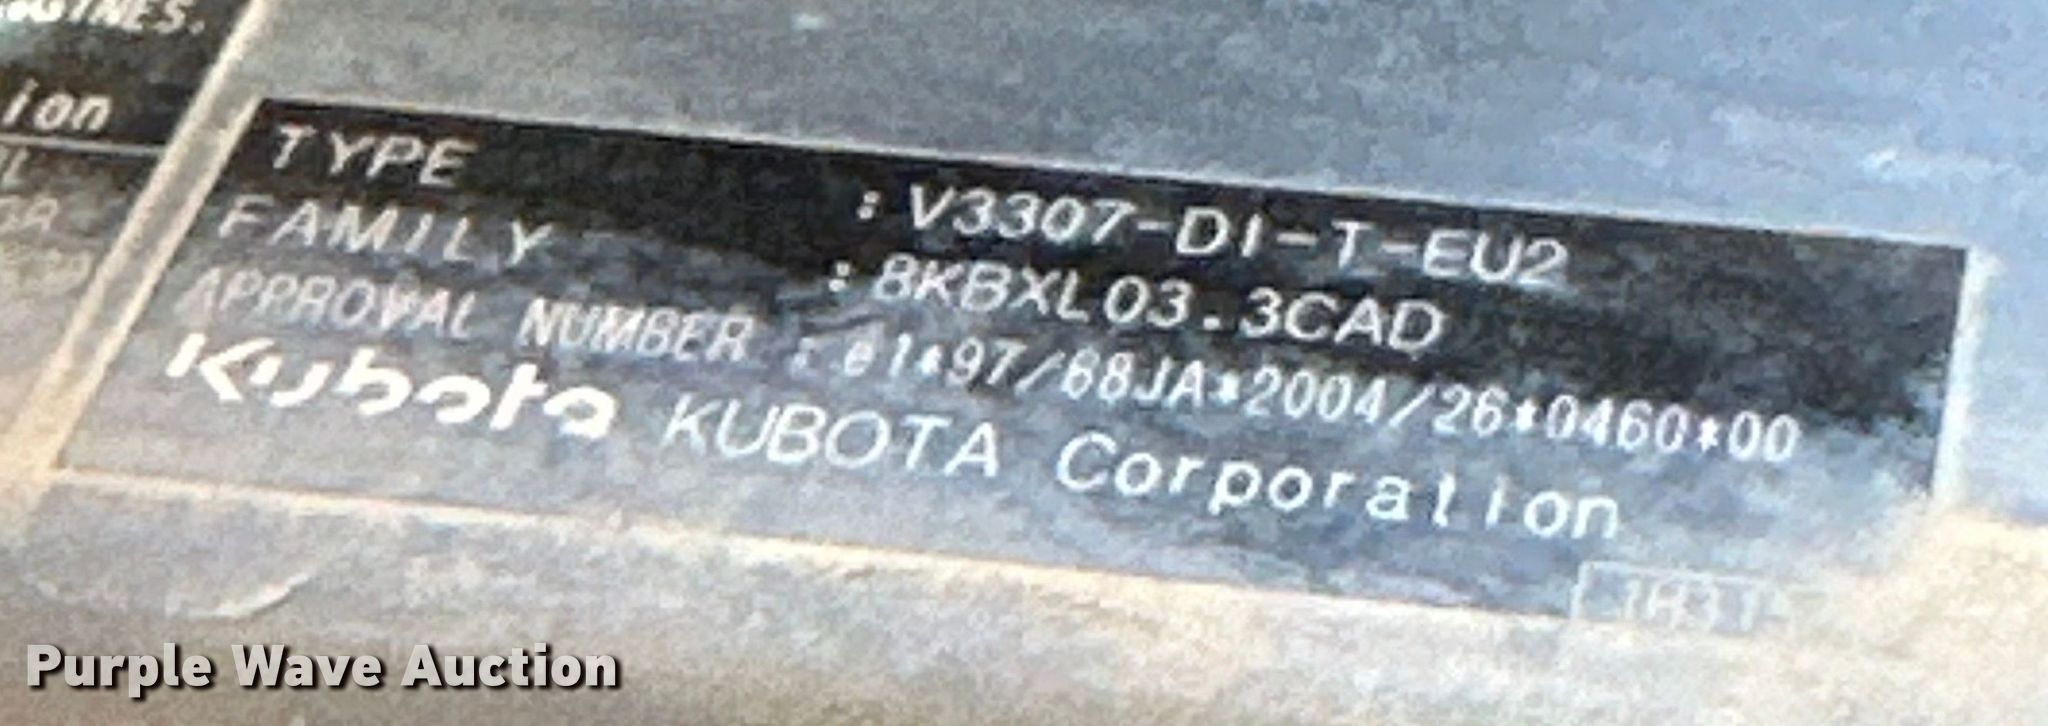 ion
TYPE : V3307-DI-T-EU2
FAMILY : 8KBXL03.3CAD
APPROVAL NUMBER : e1*97/68JA*2004/26*0460*00
Kubota KUBOTA Corporation
Purple Wave Auction